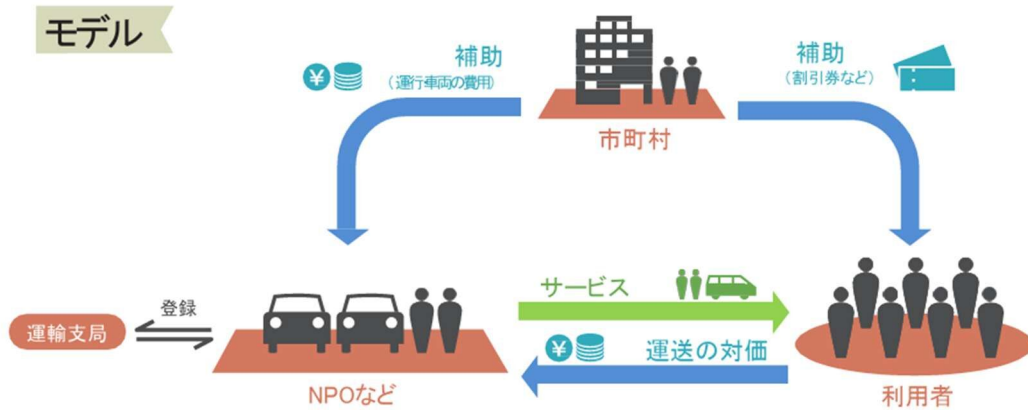 モデル
補助
(運行車両の費用)
¥
補助
(割引券など)
市町村
サービス
登録
運輸支局
¥
運送の対価
NPOなど
利用者